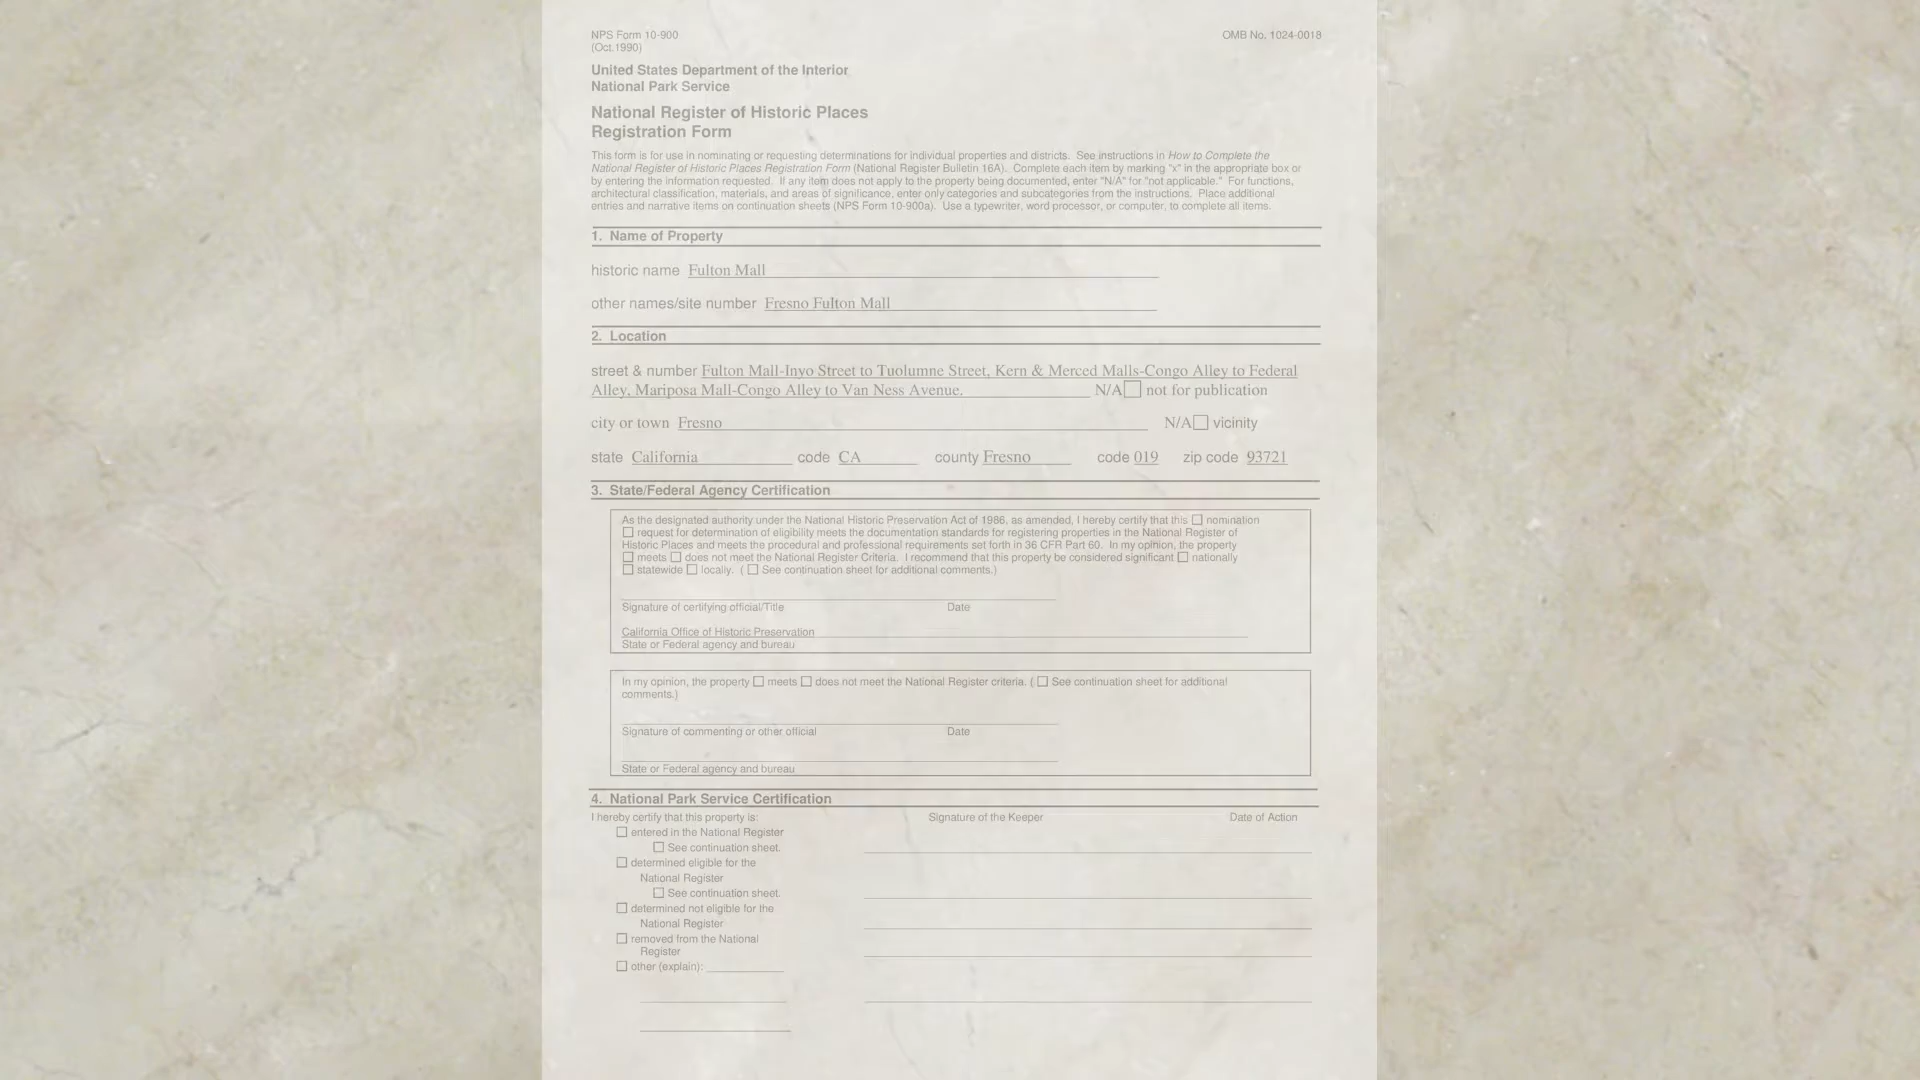 NPS Form 10-900
(Oct.1990)
OMB No. 1024-0018
United States Department of the Interior
National Park Service
National Register of Historic Places
Registration Form
This form is for use in nominating or requesting determinations for individual properties and districts. See instructions in How to Complete the
National Register of Historic Places Registration Form (National Register Bulletin 16A). Complete each item by marking "x" in the appropriate box or
by entering the information requested. If any item does not apply to the property being documented, enter "N/A" for "not applicable." For functions,
architectural classification, materials, and areas of significance, enter only categories and subcategories from the instructions. Place additional
entries and narrative items on continuation sheets (NPS Form 10-900a). Use a typewriter, word processor, or computer, to complete all items.
1. Name of Property
historic name Fulton Mall
other names/site number Fresno Fulton Mall
2. Location
street & number Fulton Mall-Inyo Street to Tuolumne Street, Kern & Merced Malls-Congo Alley to Federal
Alley, Mariposa Mall-Congo Alley to Van Ness Avenue. N/A☐ not for publication
city or town Fresno N/A☐ vicinity
state California code CA county Fresno code 019 zip code 93721
3. State/Federal Agency Certification
As the designated authority under the National Historic Preservation Act of 1986, as amended, I hereby certify that this ☐ nomination
☐ request for determination of eligibility meets the documentation standards for registering properties in the National Register of
Historic Places and meets the procedural and professional requirements set forth in 36 CFR Part 60. In my opinion, the property
☐ meets ☐ does not meet the National Register Criteria. I recommend that this property be considered significant ☐ nationally
☐ statewide ☐ locally. ( ☐ See continuation sheet for additional comments.)
Signature of certifying official/Title Date
California Office of Historic Preservation
State or Federal agency and bureau
In my opinion, the property ☐ meets ☐ does not meet the National Register criteria. ( ☐ See continuation sheet for additional
comments.)
Signature of commenting or other official Date
State or Federal agency and bureau
4. National Park Service Certification
I hereby certify that this property is: Signature of the Keeper Date of Action
☐ entered in the National Register
☐ See continuation sheet.
☐ determined eligible for the
National Register
☐ See continuation sheet.
☐ determined not eligible for the
National Register
☐ removed from the National
Register
☐ other (explain):